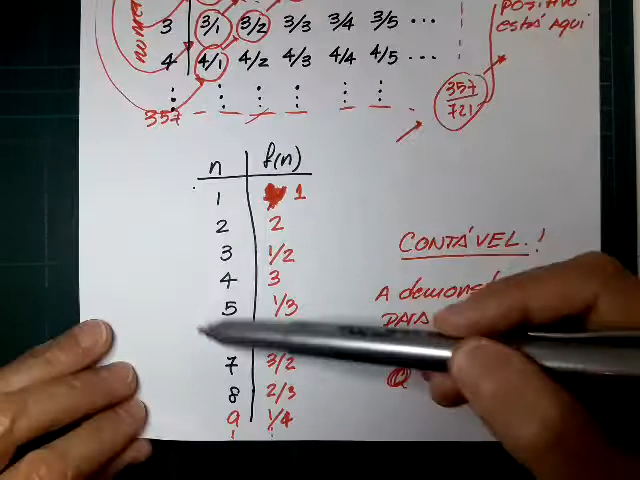 POSITIVO
ESTÁ AQUI
3 3/1 3/2 3/3 3/4 3/5 ...
4 4/1 4/2 4/3 4/4 4/5 ...
357
357/721
n f(n)
1 1
2 2
3 1/2
4 3
5 1/3
7 3/2
8 2/3
9 1/4
CONTÁVEL!
A
Q